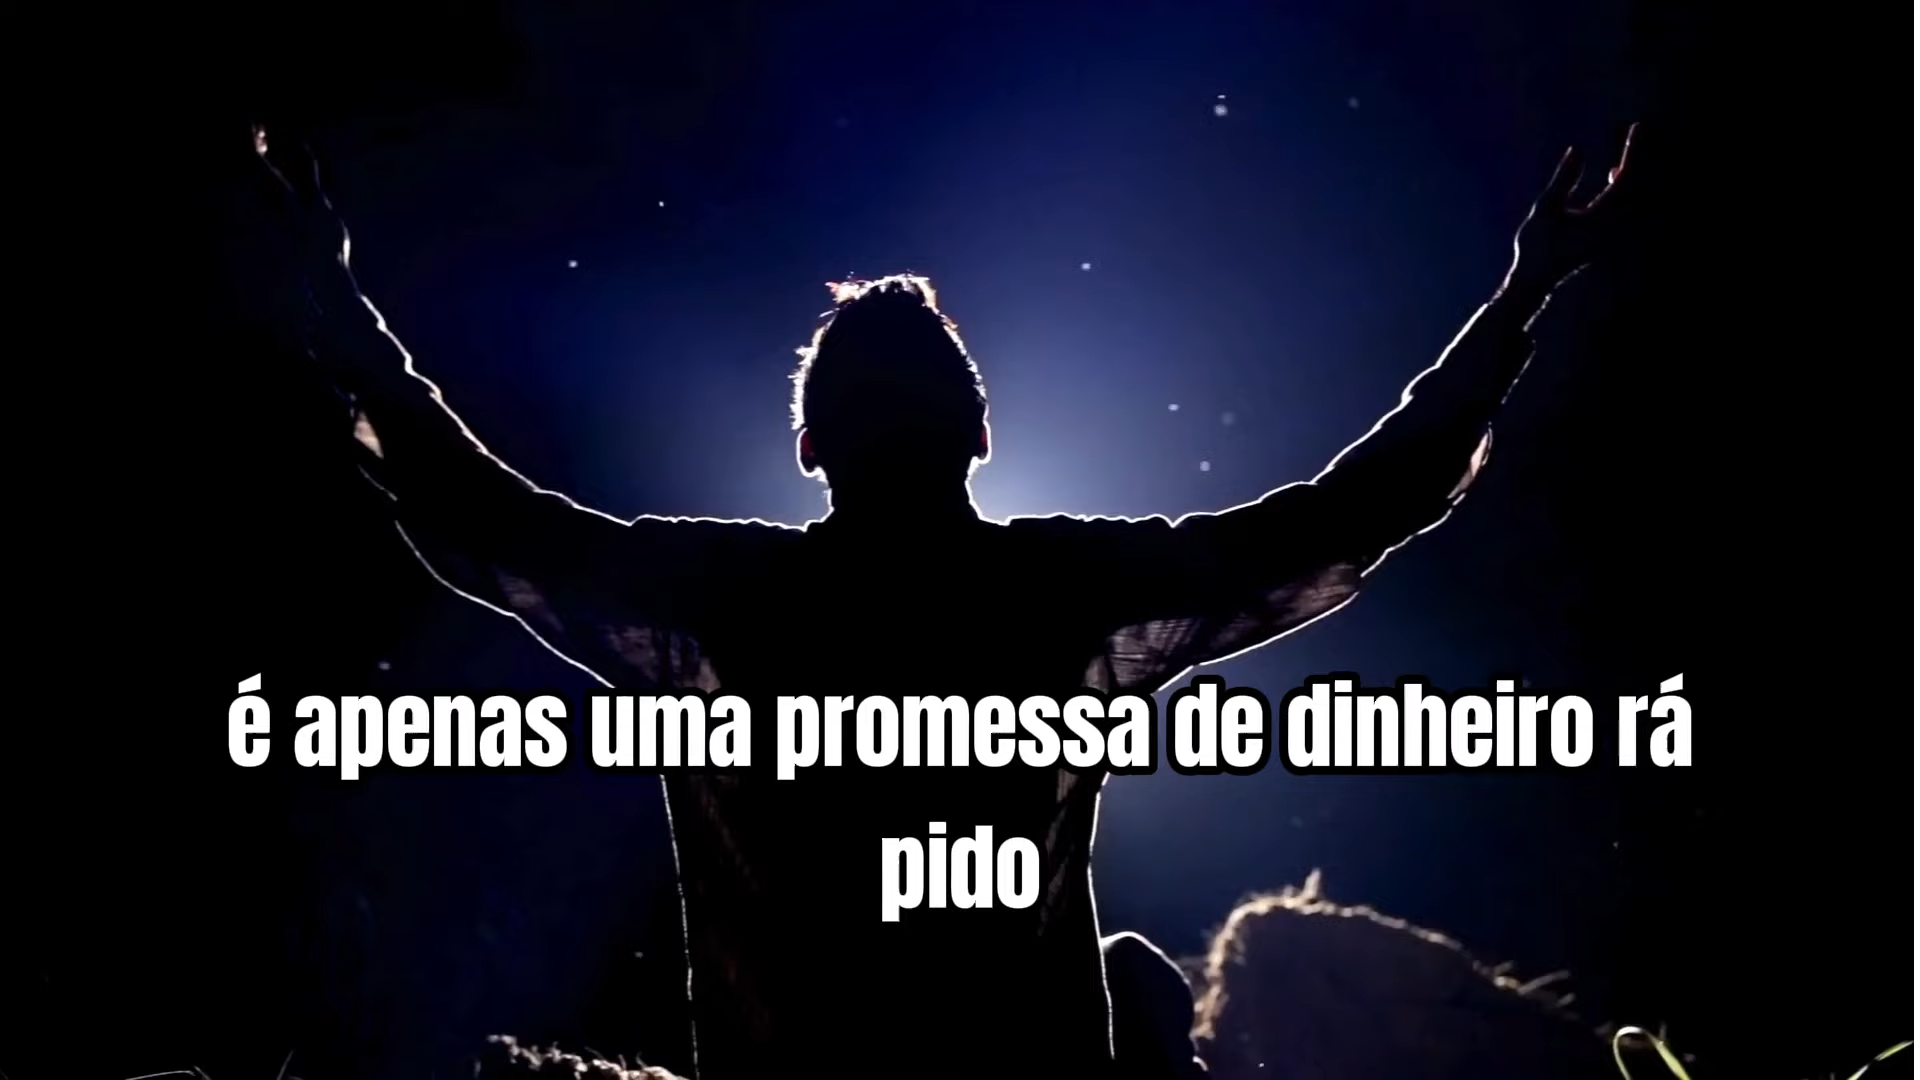 é apenas uma promessa de dinheiro rá
pido